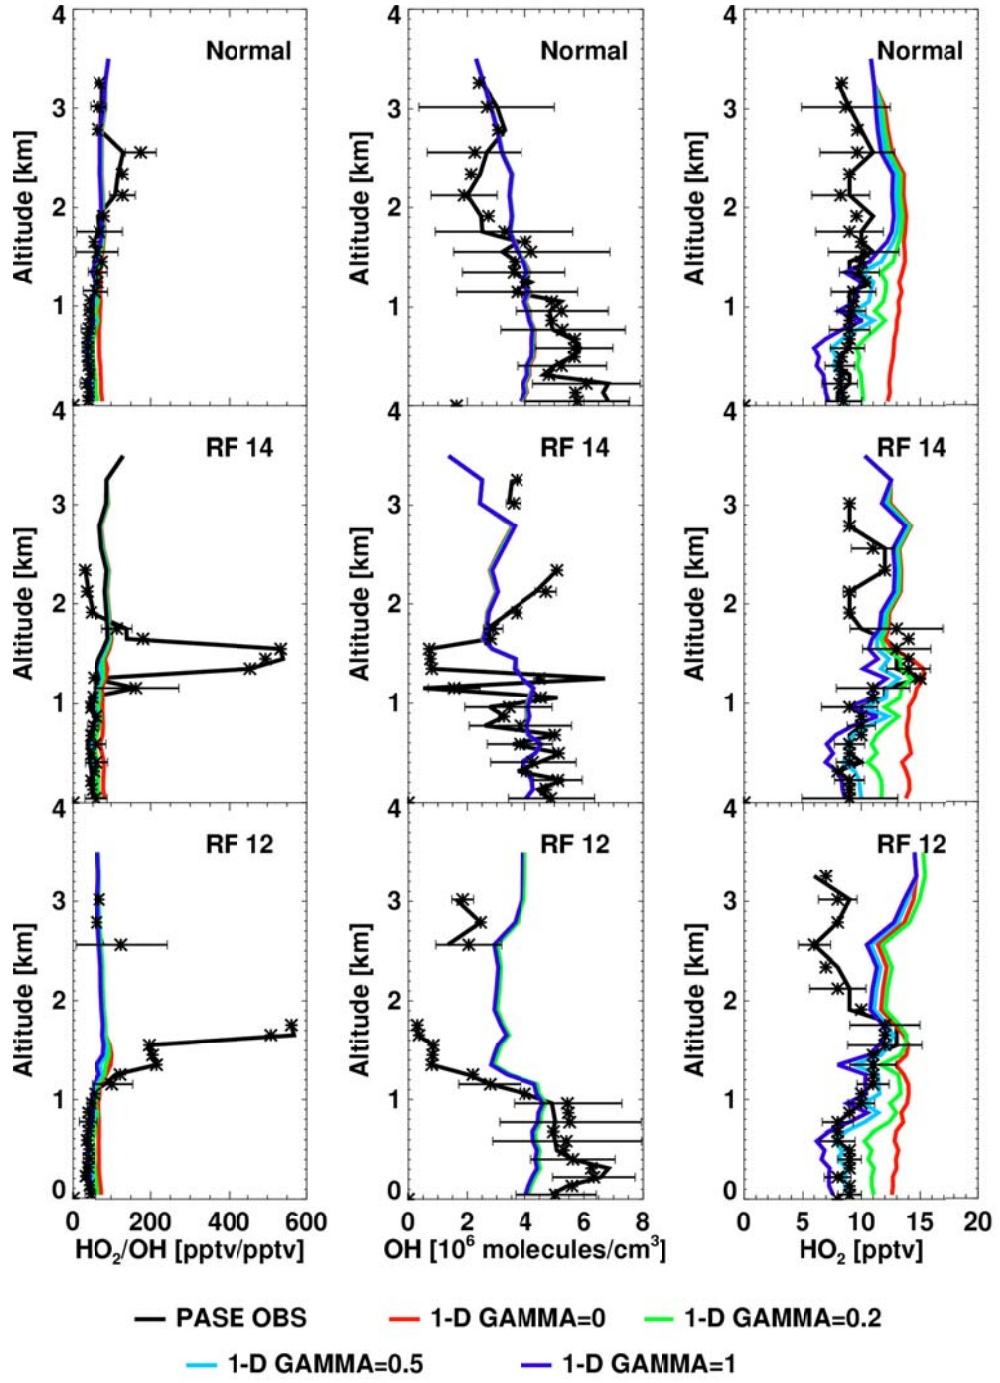 4
3
2
1
Altitude [km]
Normal
4
3
2
1
Altitude [km]
Normal
4
3
2
1
Altitude [km]
Normal
4
3
2
1
Altitude [km]
RF 14
4
3
2
1
Altitude [km]
RF 14
4
3
2
1
Altitude [km]
RF 14
4
3
2
1
0
Altitude [km]
RF 12
4
3
2
1
0
Altitude [km]
RF 12
4
3
2
1
0
Altitude [km]
RF 12
0 200 400 600
0 2 4 6 8
0 5 10 15 20
HO₂/OH [pptv/pptv]
OH [10⁶ molecules/cm³]
HO₂ [pptv]
PASE OBS 1-D GAMMA=0 1-D GAMMA=0.2
1-D GAMMA=0.5 1-D GAMMA=1